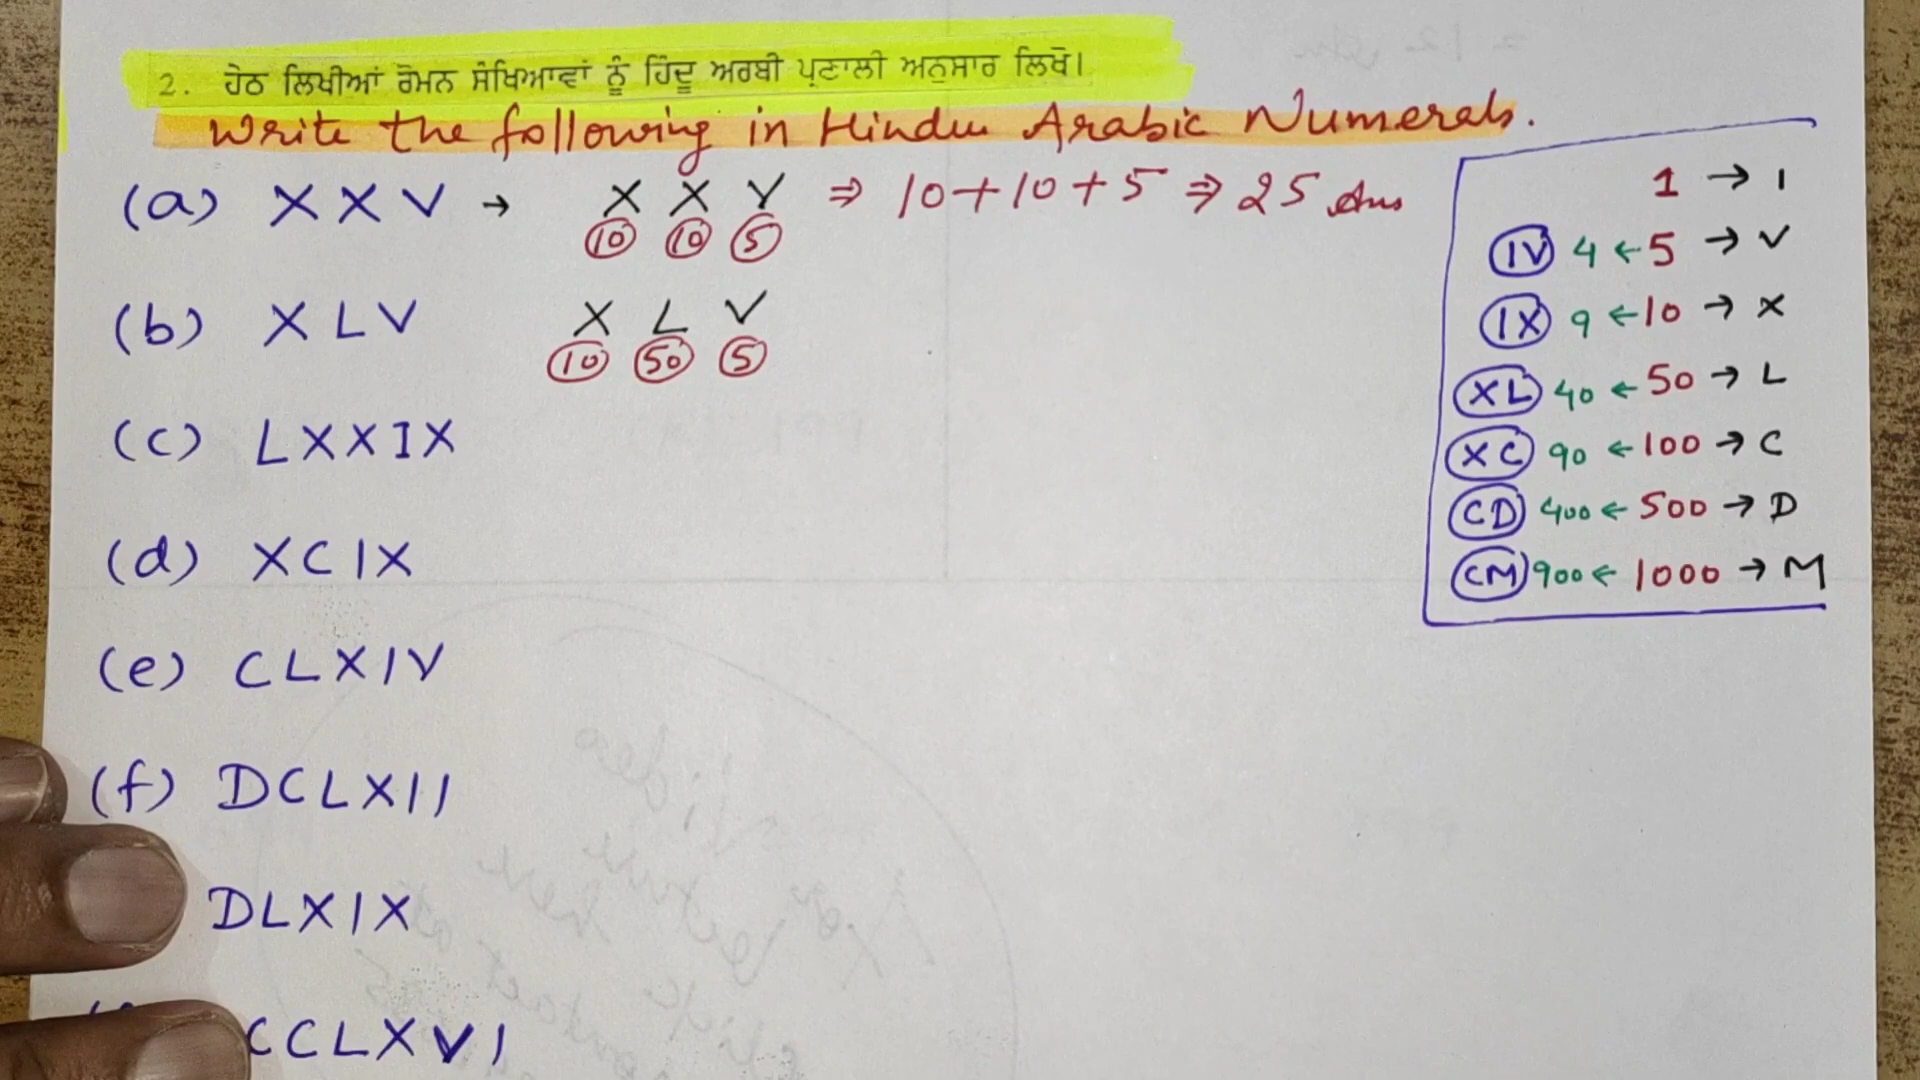 2. ਹੇਠ ਲਿਖੀਆਂ ਰੋਮਨ ਸੰਖਿਆਵਾਂ ਨੂੰ ਹਿੰਦੂ ਅਰਬੀ ਪ੍ਰਣਾਲੀ ਅਨੁਸਾਰ ਲਿਖੋ।
Write the following in Hindu Arabic Numerals.
(a) XXV → X X V ⇒ 10+10+5 ⇒ 25 Ans
10 10 5
(b) XLV X L V
10 50 5
(c) LXXIX
(d) XCIX
(e) CLXIV
(f) DCLXII
DLXIX
CCLXVI
1 → I
IV 4 ← 5 → V
IX 9 ← 10 → X
XL 40 ← 50 → L
XC 90 ← 100 → C
CD 400 ← 500 → D
CM 900 ← 1000 → M